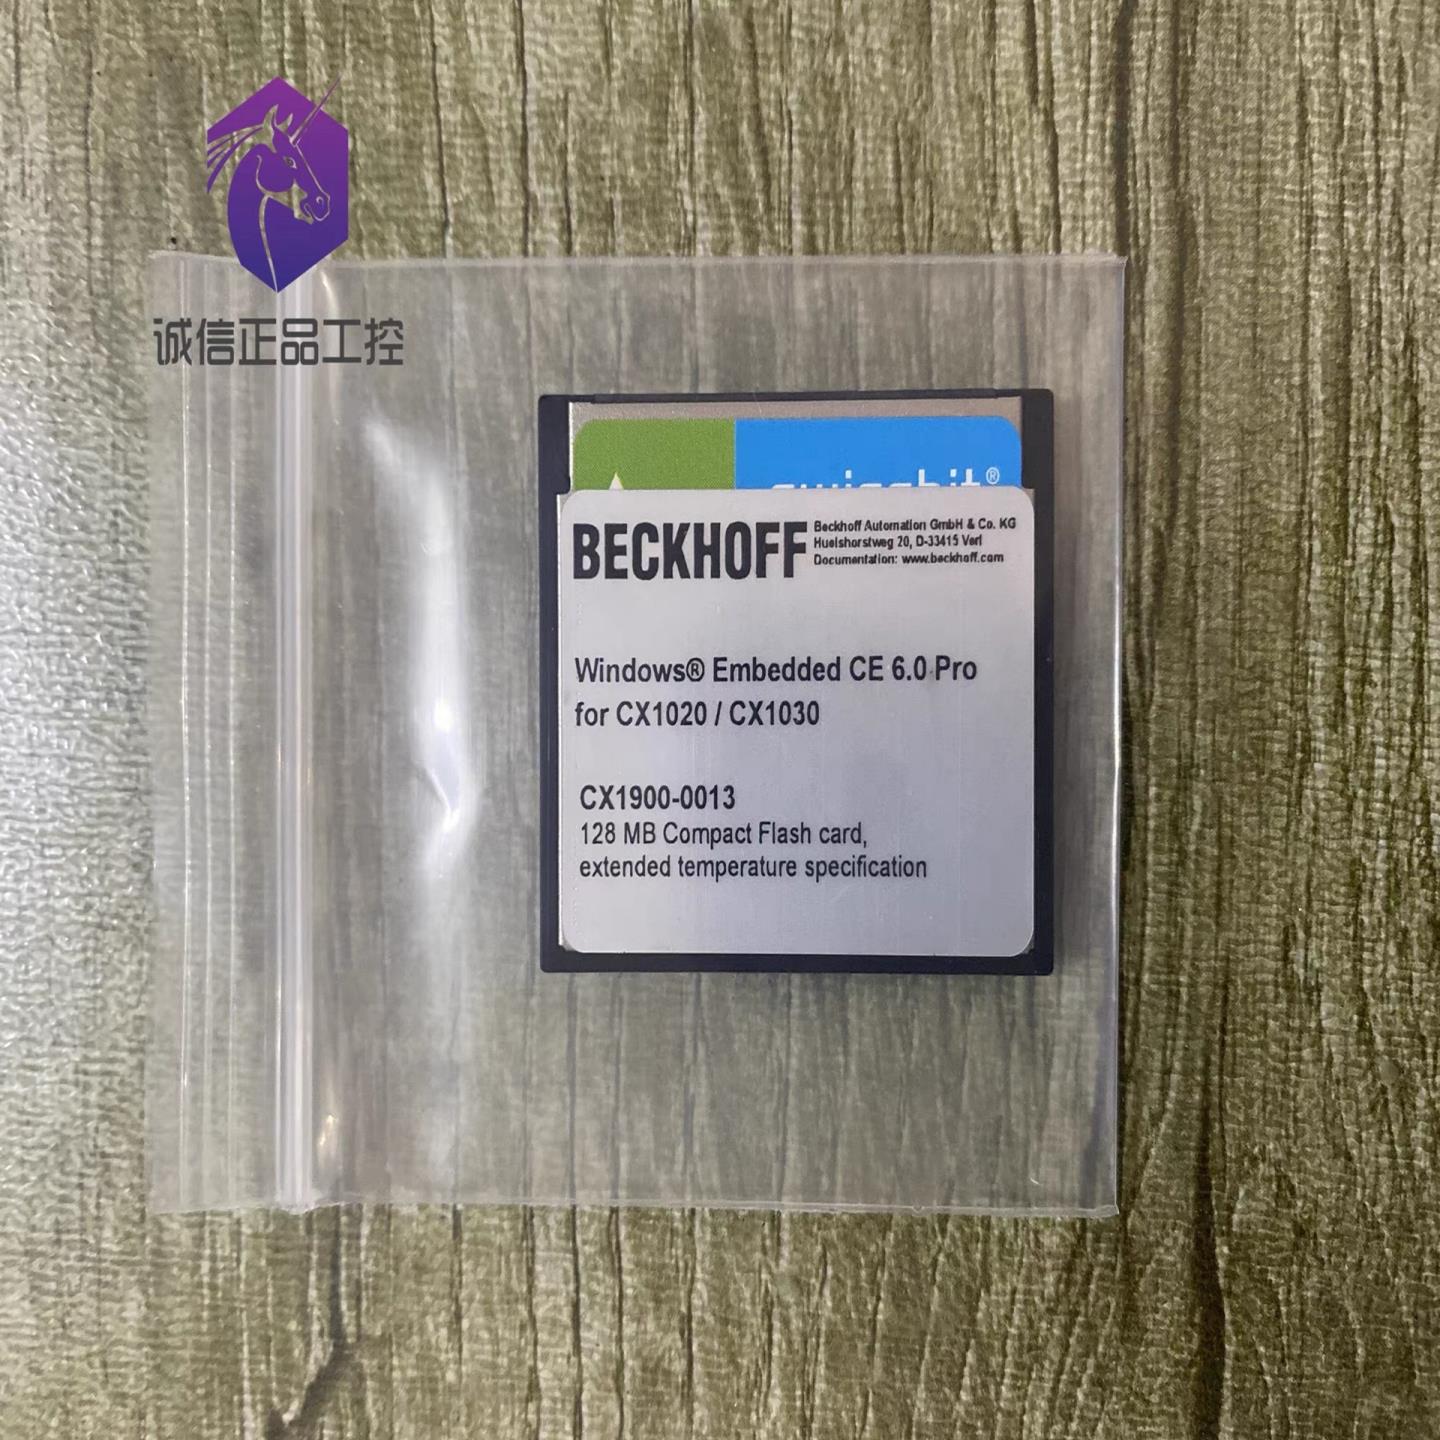 诚信正品工控
swissbit®
BECKHOFF
Beckhoff Automation GmbH & Co. KG
Huelshorstweg 20, D-33415 Verl
Documentation: www.beckhoff.com
Windows® Embedded CE 6.0 Pro
for CX1020 / CX1030
CX1900-0013
128 MB Compact Flash card,
extended temperature specification